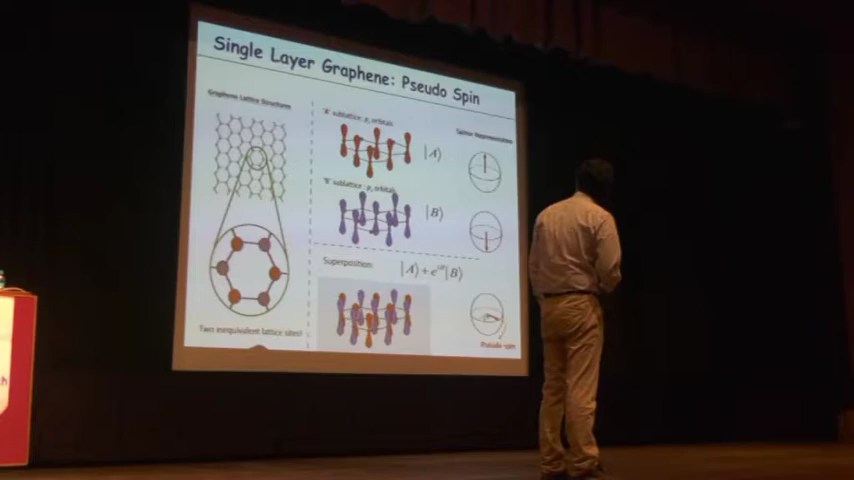 Single Layer Graphene: Pseudo Spin
Graphene Lattice Structures
'A' sublattice: pz orbitals
|A⟩
Spinor Representation
'B' sublattice : pz orbitals
|B⟩
Superposition:
|A⟩ + e^{iφ}|B⟩
Two inequivalent lattice sites!
Pseudo spin